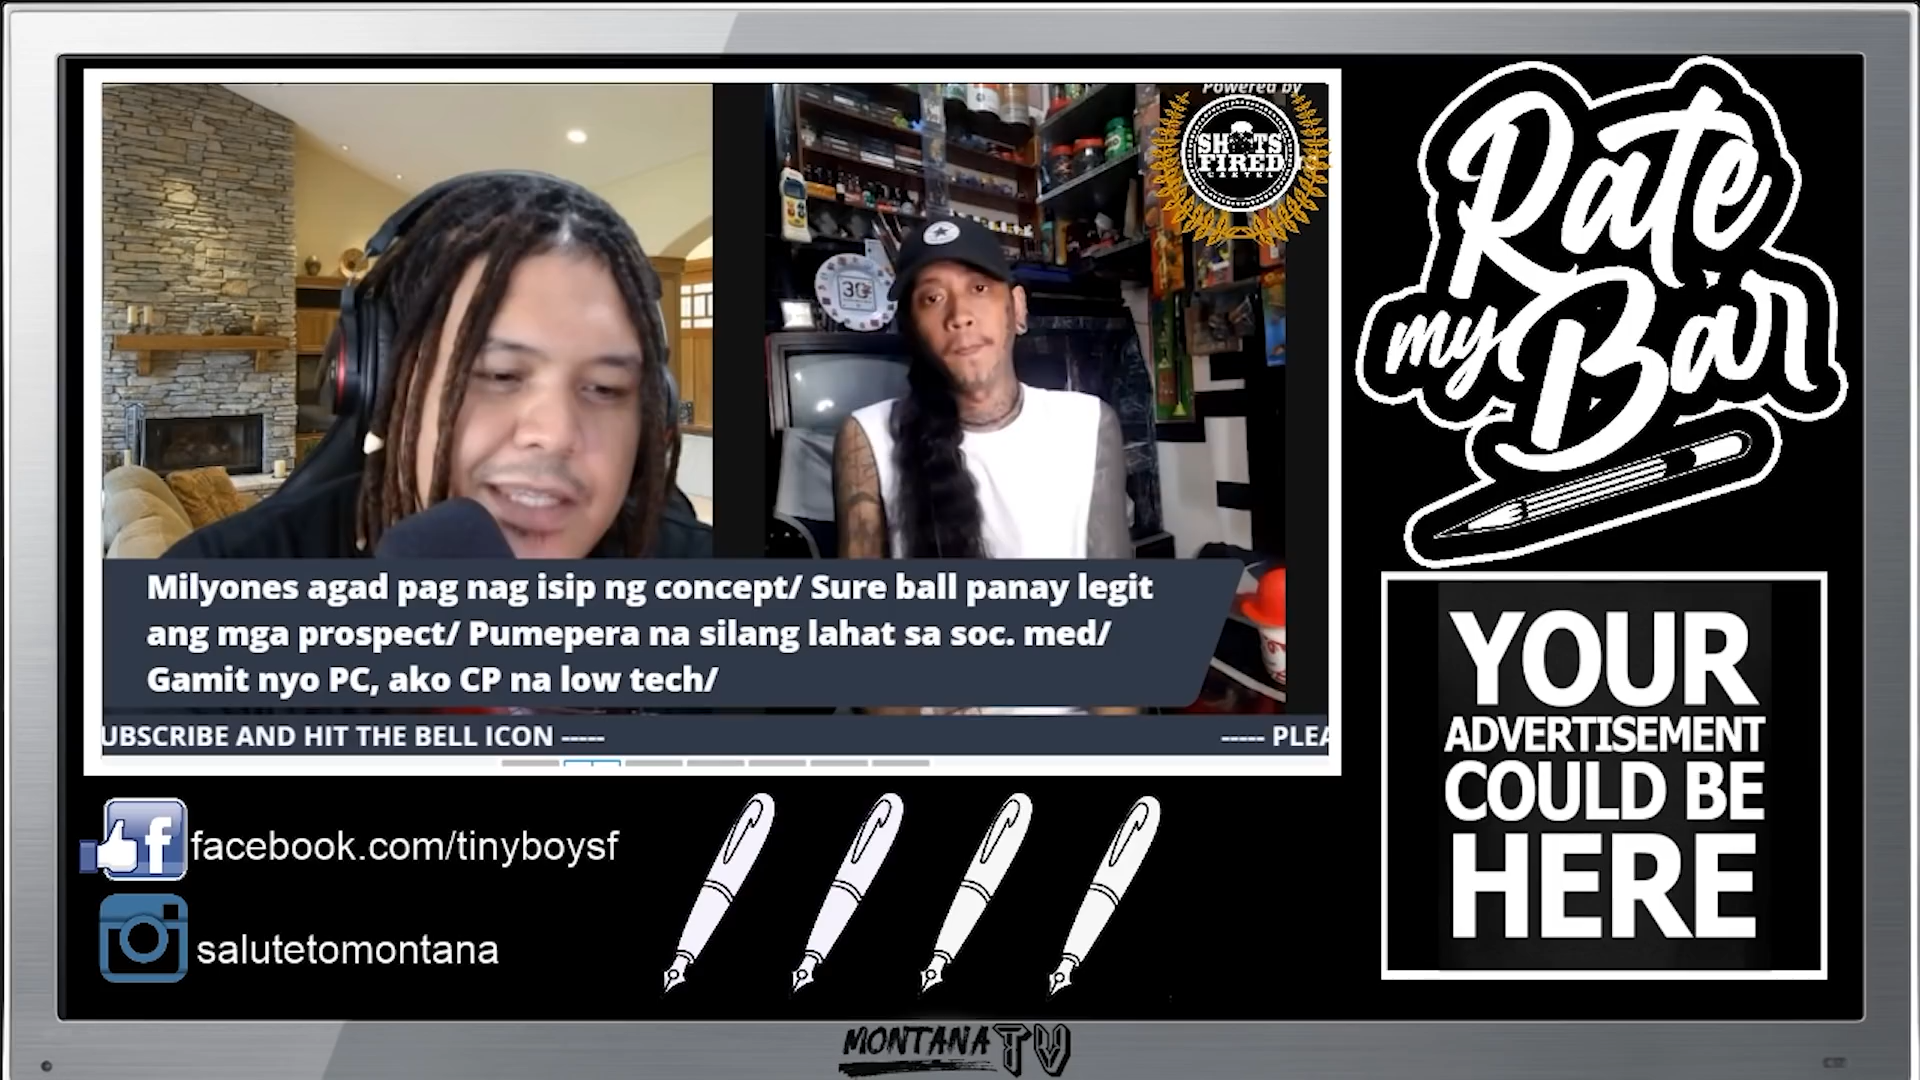 Powered by
SHOTS
FIRED
CARTEL
30
Rate
my
Bar
Milyones agad pag nag isip ng concept/ Sure ball panay legit
ang mga prospect/ Pumepera na silang lahat sa soc. med/
Gamit nyo PC, ako CP na low tech/
UBSCRIBE AND HIT THE BELL ICON -----
----- PLEA
YOUR
ADVERTISEMENT
COULD BE
HERE
f
facebook.com/tinyboysf
salutetomontana
MONTANA TV